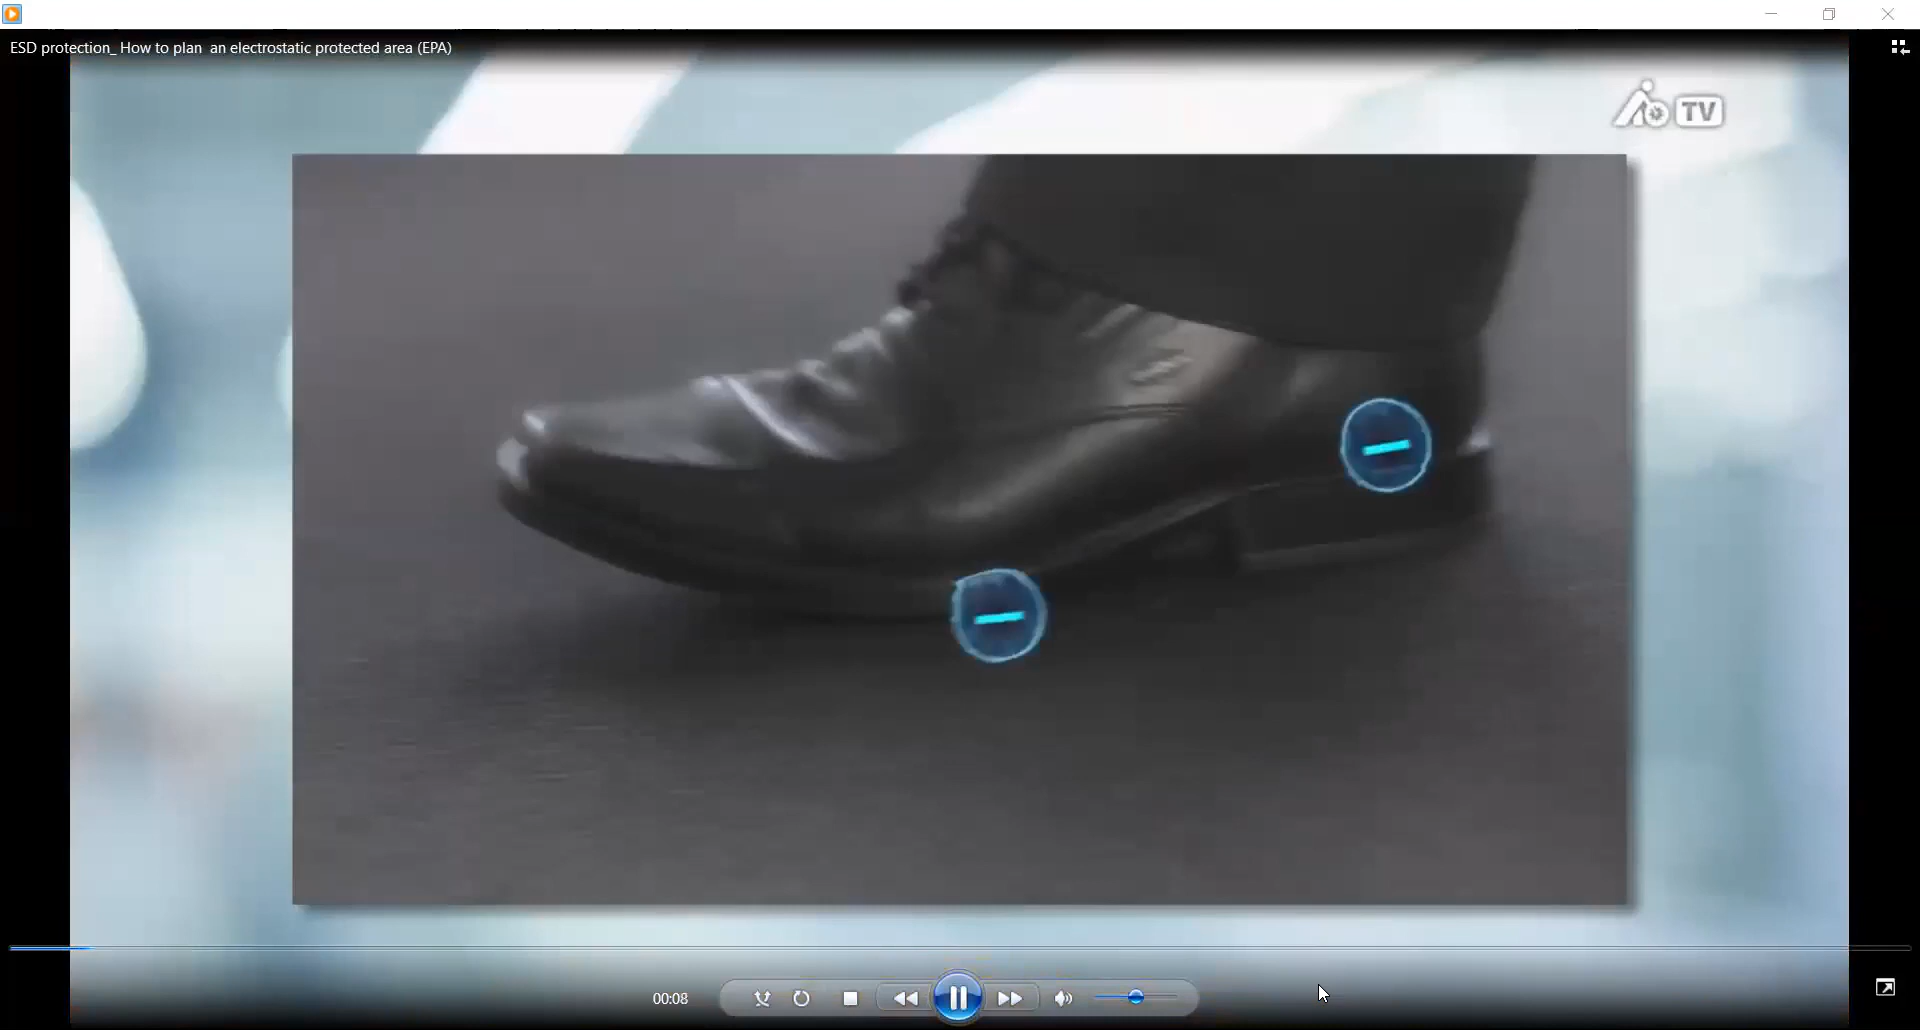 ESD protection_ How to plan  an electrostatic protected area (EPA)
TV
00:08